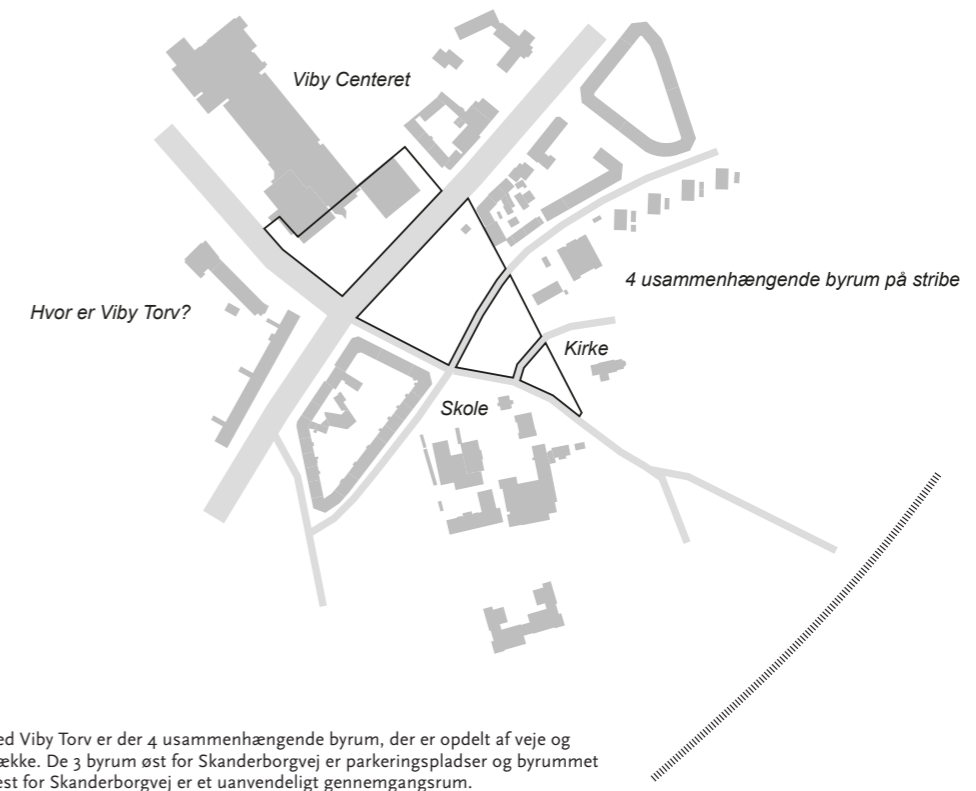 Viby Centeret
4 usammenhængende byrum på stribe
Hvor er Viby Torv?
Kirke
Skole
ed Viby Torv er der 4 usammenhængende byrum, der er opdelt af veje og
ække. De 3 byrum øst for Skanderborgvej er parkeringspladser og byrummet
est for Skanderborgvej er et uanvendeligt gennemgangsrum.